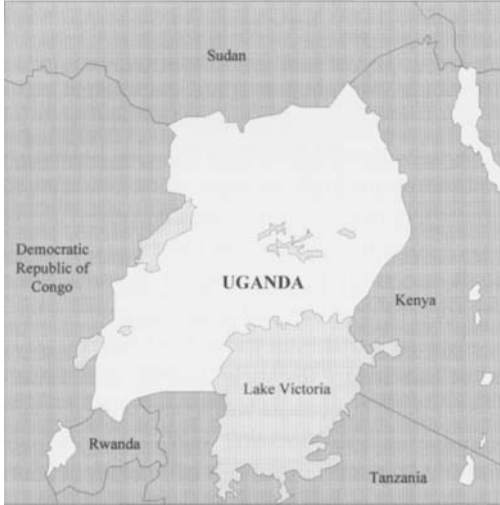 Sudan
Democratic
Republic of
Congo
UGANDA
Kenya
Lake Victoria
Rwanda
Tanzania